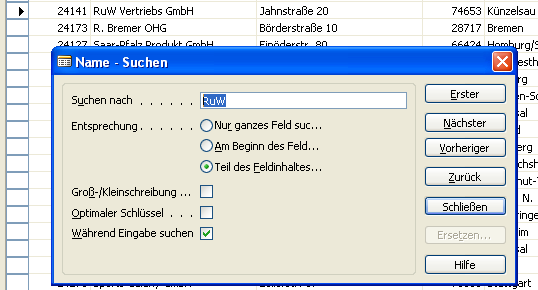 24141 RuW Vertriebs GmbH Jahnstraße 20 74653 Künzelsau
24173 R. Bremer OHG Börderstraße 10 28717 Bremen
24127 Saar-Pfalz Produkt GmbH Einöderstr. 80 66424 Homburg/S
Name - Suchen
Suchen nach . . . . . . RuW
Erster
Entsprechung . . . . . Nur ganzes Feld suc...
Nächster
Am Beginn des Feld...
Vorheriger
Teil des Feldinhaltes...
Zurück
Groß-/Kleinschreibung ...
Optimaler Schlüssel . . .
Schließen
Während Eingabe suchen
Ersetzen...
Hilfe